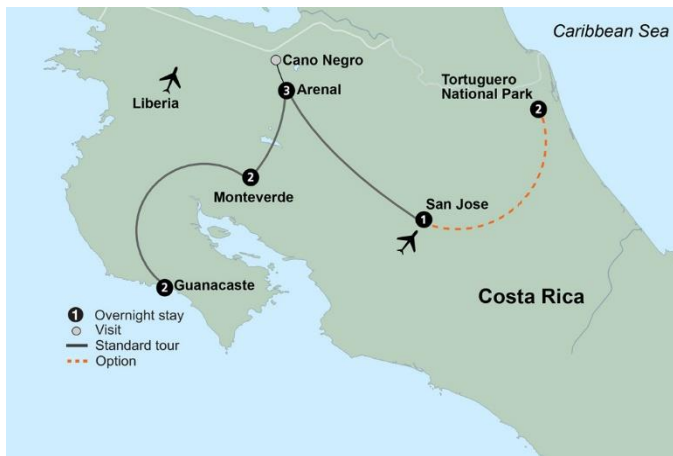 Caribbean Sea
Cano Negro
Tortuguero
National Park
2
3 Arenal
Liberia
2
Monteverde
San Jose
1
2 Guanacaste
Costa Rica
1 Overnight stay
Visit
Standard tour
Option